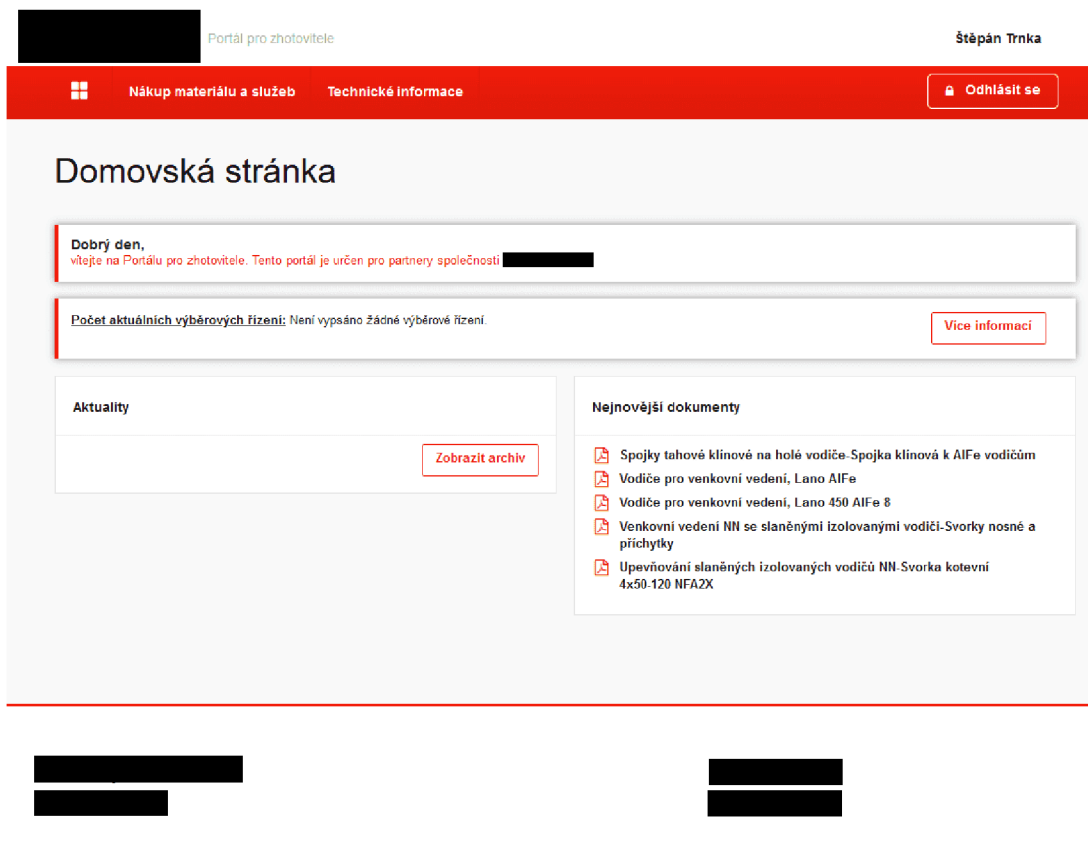 Portál pro zhotovitele
Štěpán Trnka
Nákup materiálu a služeb
Technické informace
Odhlásit se
Domovská stránka
Dobrý den,
vítejte na Portálu pro zhotovitele. Tento portál je určen pro partnery společnosti
Počet aktuálních výběrových řízení: Není vypsáno žádné výběrové řízení.
Více informací
Aktuality
Zobrazit archiv
Nejnovější dokumenty
Spojky tahové klínové na holé vodiče-Spojka klínová k AlFe vodičům
Vodiče pro venkovní vedení, Lano AlFe
Vodiče pro venkovní vedení, Lano 450 AlFe 8
Venkovní vedení NN se slaněnými izolovanými vodiči-Svorky nosné a
příchytky
Upevňování slaněných izolovaných vodičů NN-Svorka kotevní
4x50-120 NFA2X